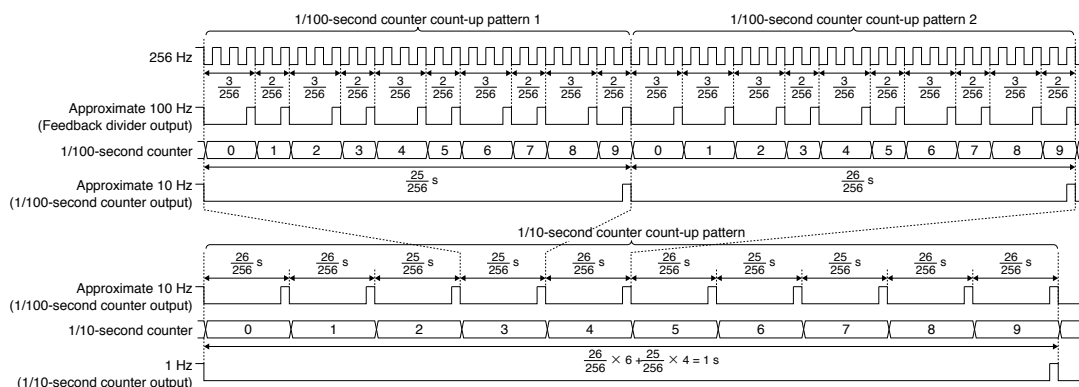 1/100-second counter count-up pattern 1 1/100-second counter count-up pattern 2
256 Hz
3/256 2/256 3/256 2/256 3/256 2/256 3/256 2/256 3/256 2/256 3/256 3/256 3/256 2/256 3/256 2/256 3/256 2/256 3/256 2/256
Approximate 100 Hz
(Feedback divider output)
1/100-second counter 0 1 2 3 4 5 6 7 8 9 0 1 2 3 4 5 6 7 8 9
25/256 s 26/256 s
Approximate 10 Hz
(1/100-second counter output)
1/10-second counter count-up pattern
26/256 s 26/256 s 25/256 s 25/256 s 26/256 s 26/256 s 25/256 s 25/256 s 26/256 s 26/256 s
Approximate 10 Hz
(1/100-second counter output)
1/10-second counter 0 1 2 3 4 5 6 7 8 9
26/256 × 6 + 25/256 × 4 = 1 s
1 Hz
(1/10-second counter output)